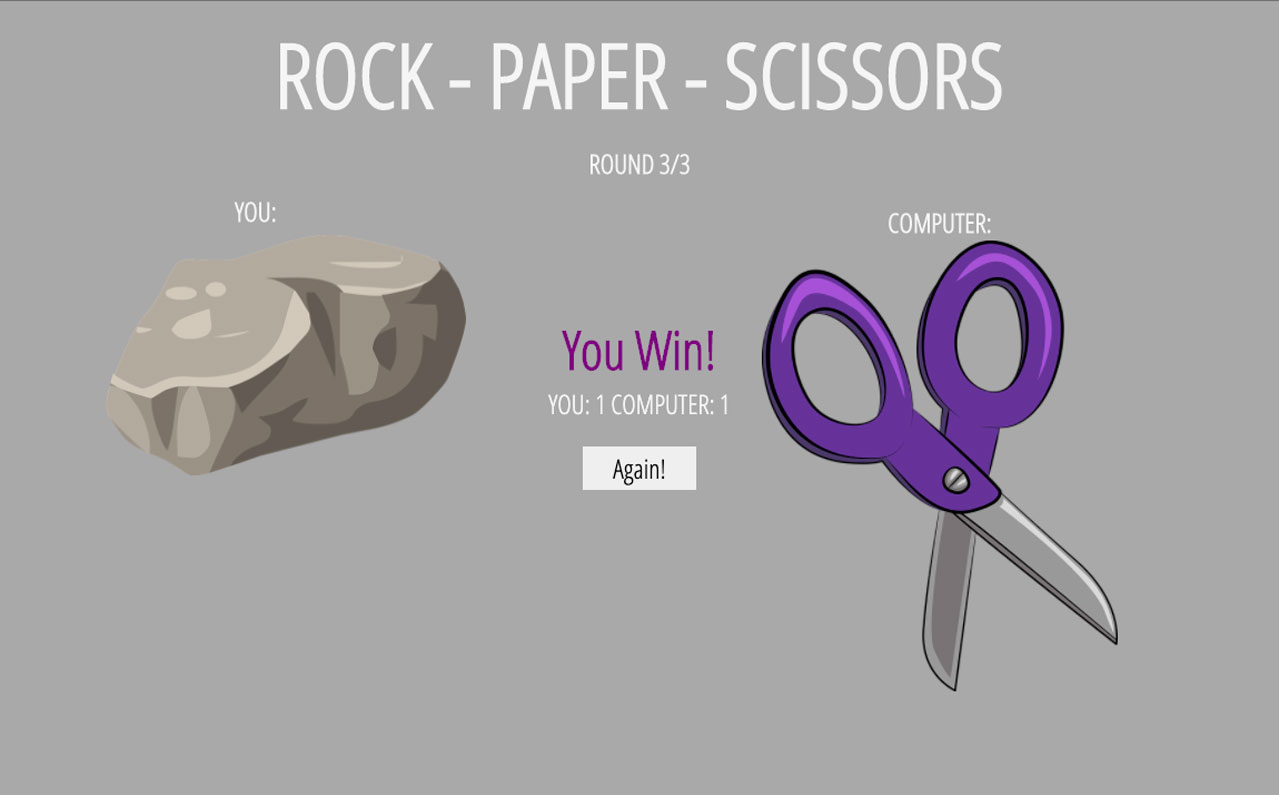 ROCK - PAPER - SCISSORS
ROUND 3/3
YOU:
COMPUTER:
You Win!
YOU: 1 COMPUTER: 1
Again!